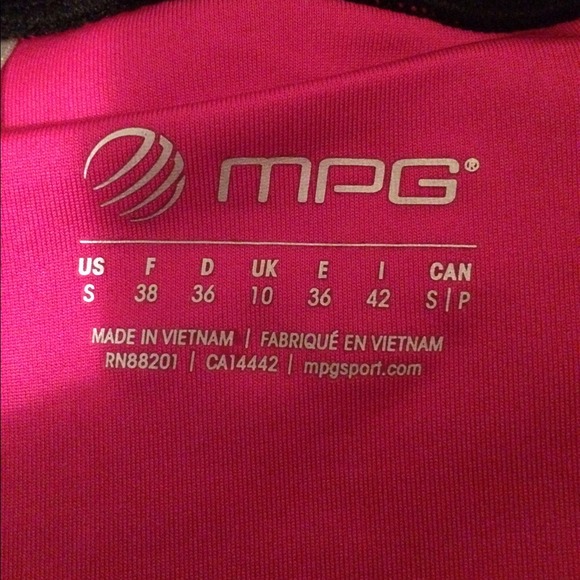 MPG®
US F D UK E I CAN
S 38 36 10 36 42 S|P
MADE IN VIETNAM | FABRIQUÉ EN VIETNAM
RN88201 | CA14442 | mpgsport.com